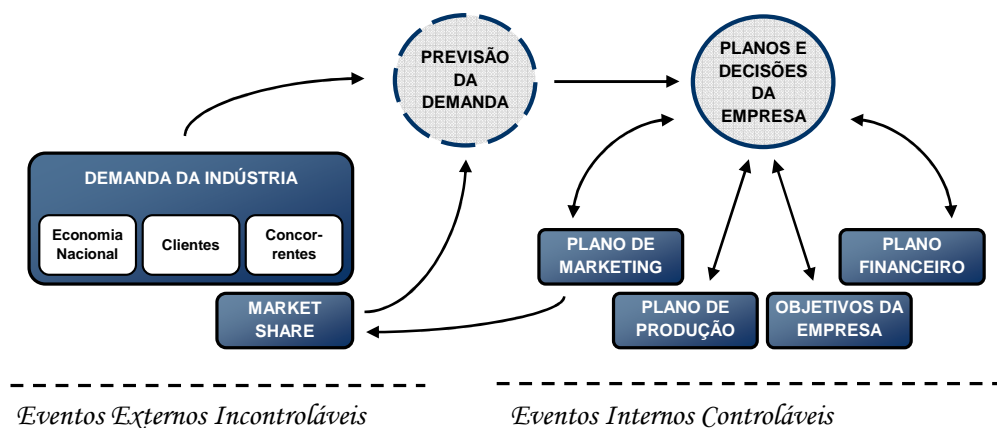 PREVISÃO
DA
DEMANDA
PLANOS E
DECISÕES
DA
EMPRESA
DEMANDA DA INDÚSTRIA
Economia
Nacional
Clientes
Concor-
rentes
MARKET
SHARE
PLANO DE
MARKETING
PLANO
FINANCEIRO
PLANO DE
PRODUÇÃO
OBJETIVOS DA
EMPRESA
Eventos Externos Incontroláveis
Eventos Internos Controláveis